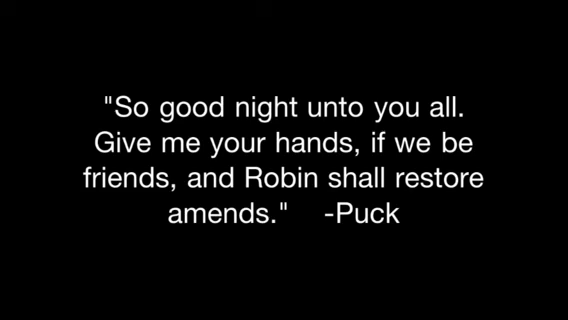 "So good night unto you all.
Give me your hands, if we be
friends, and Robin shall restore
amends."    -Puck